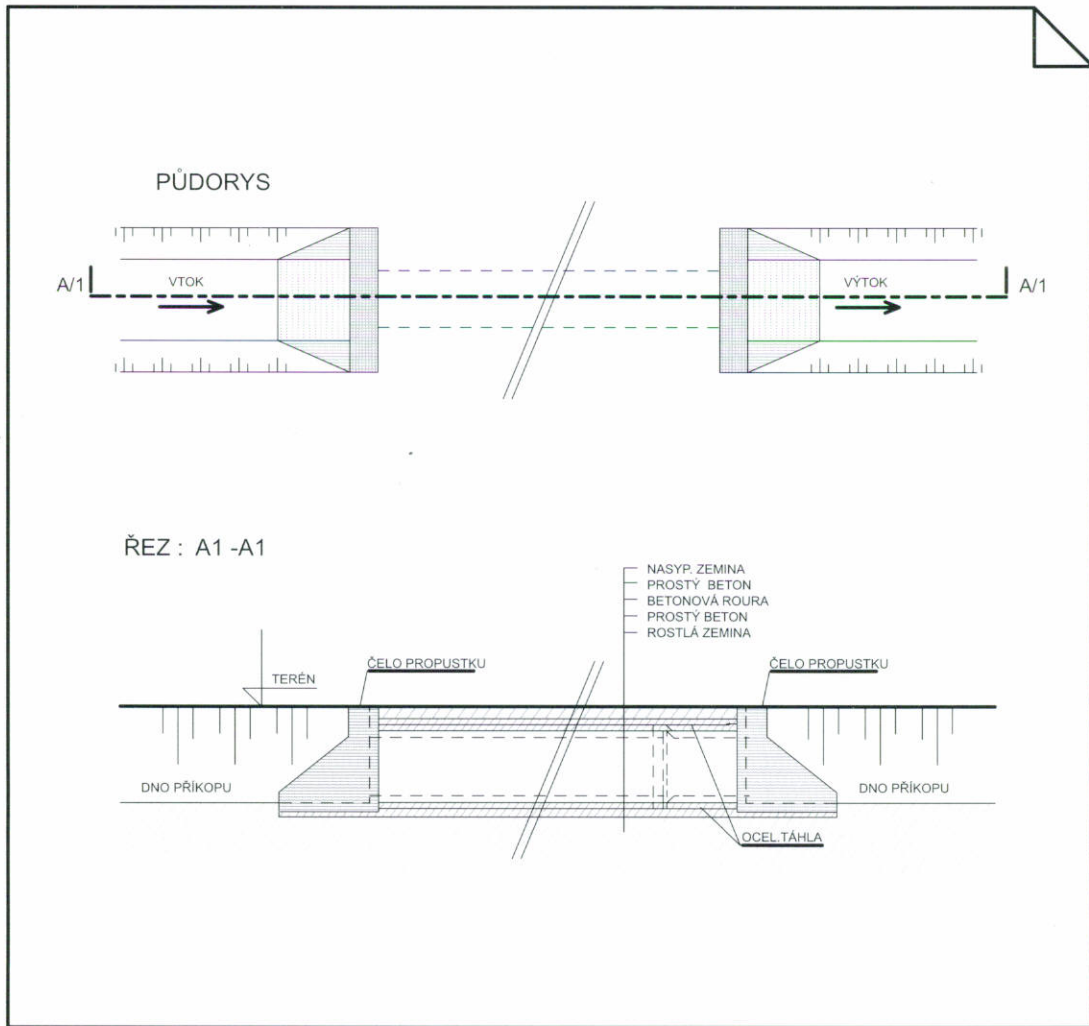 PŮDORYS
A/1
VTOK
VÝTOK
A/1
ŘEZ : A1 -A1
NASYP. ZEMINA
PROSTÝ BETON
BETONOVÁ ROURA
PROSTÝ BETON
ROSTLÁ ZEMINA
TERÉN
ČELO PROPUSTKU
ČELO PROPUSTKU
DNO PŘÍKOPU
DNO PŘÍKOPU
OCEL.TÁHLA